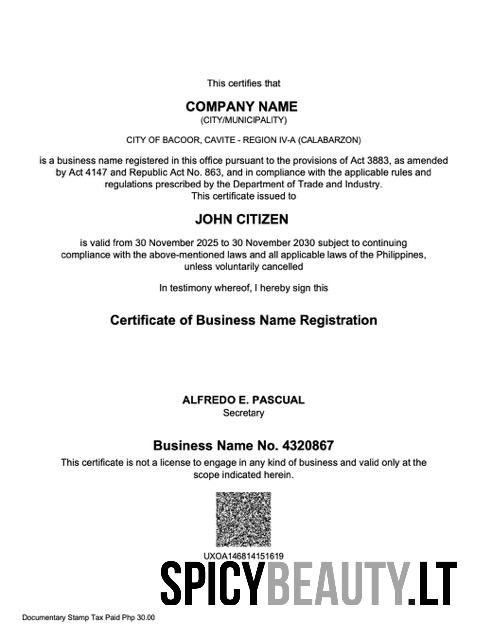 This certifies that
COMPANY NAME
(CITY/MUNICIPALITY)
CITY OF BACOOR, CAVITE - REGION IV-A (CALABARZON)
is a business name registered in this office pursuant to the provisions of Act 3883, as amended
by Act 4147 and Republic Act No. 863, and in compliance with the applicable rules and
regulations prescribed by the Department of Trade and Industry.
This certificate issued to
JOHN CITIZEN
is valid from 30 November 2025 to 30 November 2030 subject to continuing
compliance with the above-mentioned laws and all applicable laws of the Philippines,
unless voluntarily cancelled
In testimony whereof, I hereby sign this
Certificate of Business Name Registration
ALFREDO E. PASCUAL
Secretary
Business Name No. 4320867
This certificate is not a license to engage in any kind of business and valid only at the
scope indicated herein.
UXOA146814151619
SPICYBEAUTY.LT
Documentary Stamp Tax Paid Php 30.00